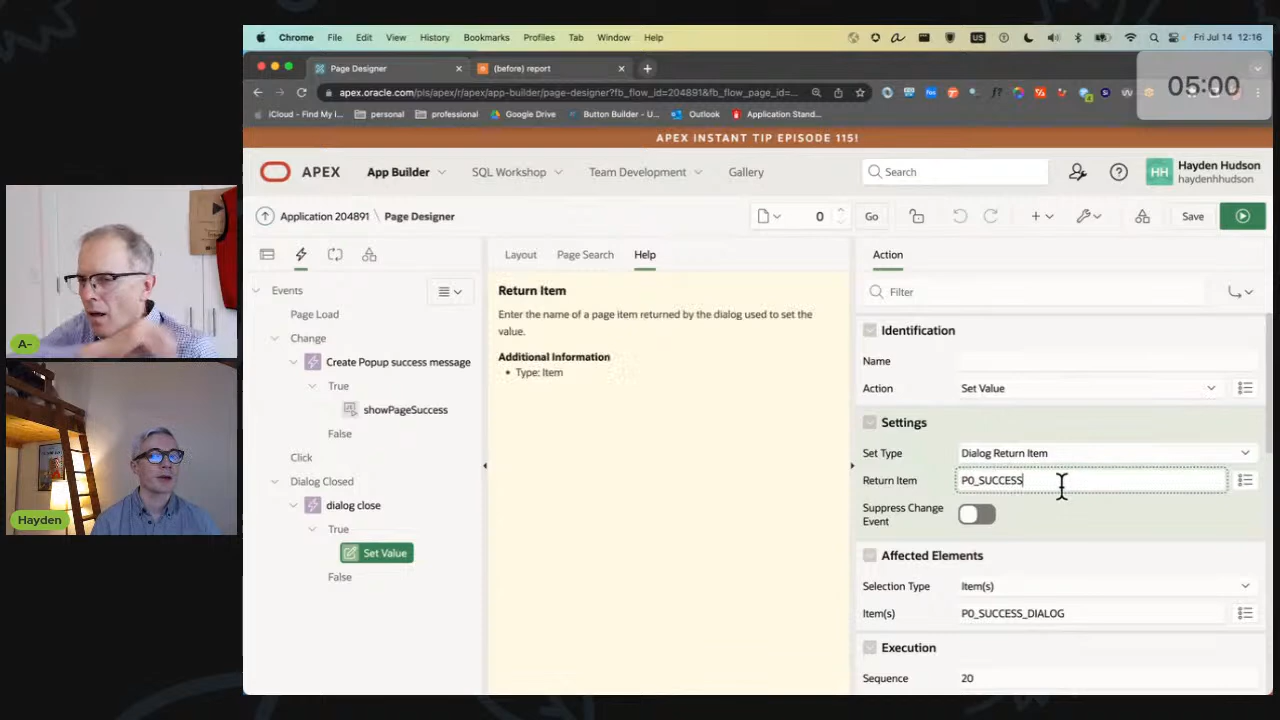 Chrome File Edit View History Bookmarks Profiles Tab Window Help US Fri Jul 14 12:16
Page Designer (before) report
05:00
apex.oracle.com/pls/apex/r/apex/app-builder/page-designer?fb_flow_id=204891&fb_flow_page_id=...
iCloud - Find My i personal professional Google Drive Button Builder - U... Outlook Application Stand...
APEX INSTANT TIP EPISODE 115!
APEX App Builder SQL Workshop Team Development Gallery Search HH Hayden Hudson
haydenhhudson
Application 204891 \ Page Designer 0 Go Save
Layout Page Search Help Action
Events
Page Load
Change
Create Popup success message
True
showPageSuccess
False
Click
Dialog Closed
dialog close
True
Set Value
False
Return Item
Enter the name of a page item returned by the dialog used to set the
value.
Additional Information
• Type: Item
Filter
Identification
Name
Action Set Value
Settings
Set Type Dialog Return Item
Return Item P0_SUCCESS
Suppress Change
Event
Affected Elements
Selection Type Item(s)
Item(s) P0_SUCCESS_DIALOG
Execution
Sequence 20
A-
Hayden